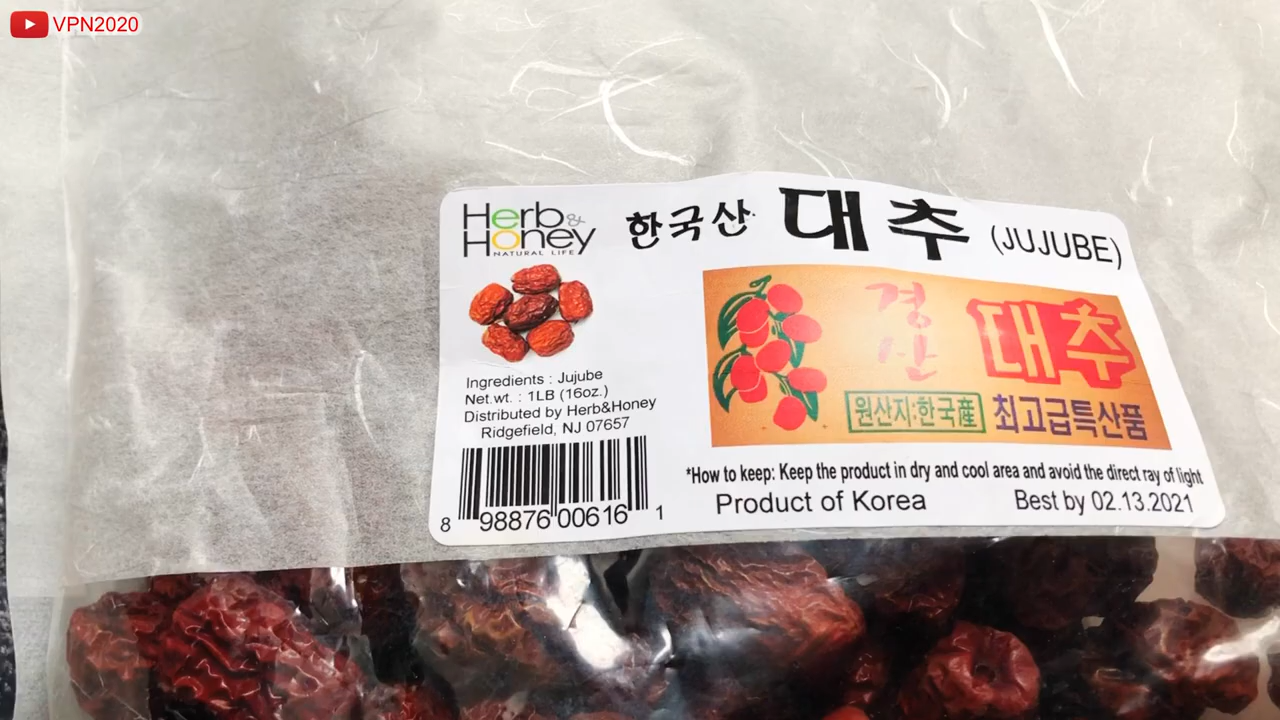 VPN2020
Herb &
Honey
NATURAL LIFE
한국산 대추 (JUJUBE)
경산
대추
원산지:한국産
최고급특산품
Ingredients : Jujube
Net.wt. : 1LB (16oz.)
Distributed by Herb&Honey
Ridgefield, NJ 07657
8 98876 00616 1
*How to keep: Keep the product in dry and cool area and avoid the direct ray of light
Product of Korea
Best by 02.13.2021